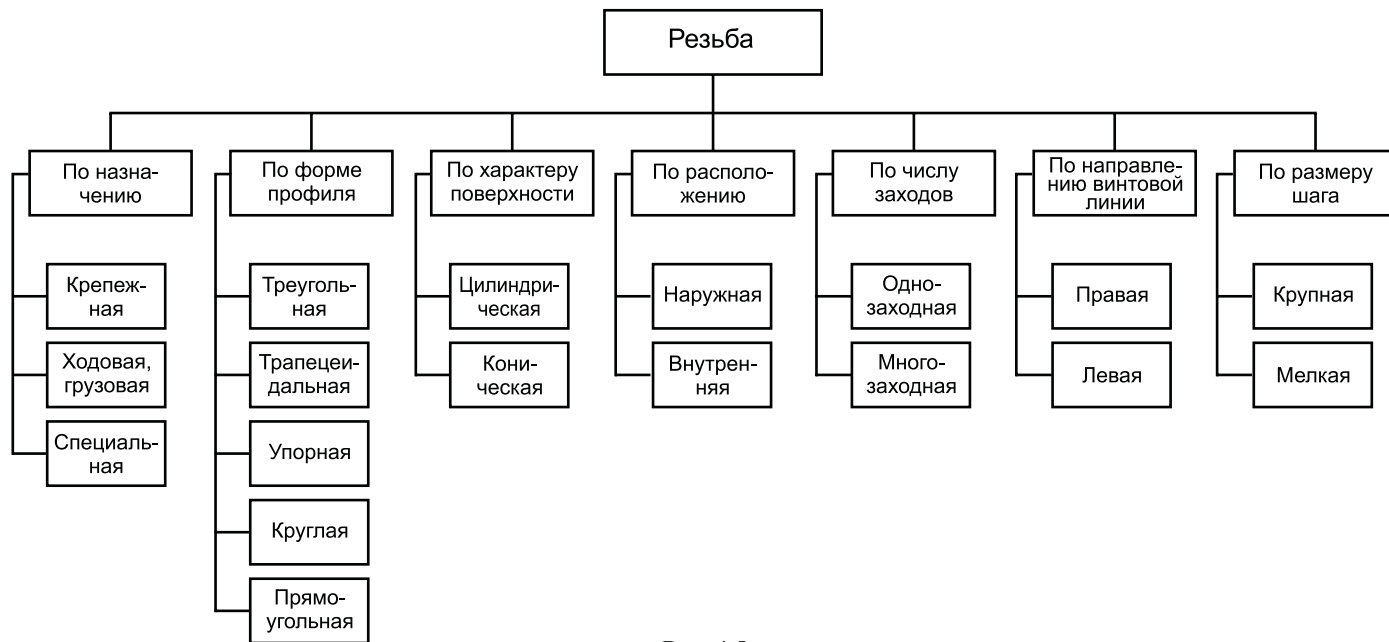 Резьба
По назна-
чению
Крепеж-
ная
Ходовая,
грузовая
Специаль-
ная
По форме
профиля
Треуголь-
ная
Трапецеи-
дальная
Упорная
Круглая
Прямо-
угольная
По характеру
поверхности
Цилиндри-
ческая
Кони-
ческая
По располо-
жению
Наружная
Внутрен-
няя
По числу
заходов
Одно-
заходная
Много-
заходная
По направле-
нию винтовой
линии
Правая
Левая
По размеру
шага
Крупная
Мелкая